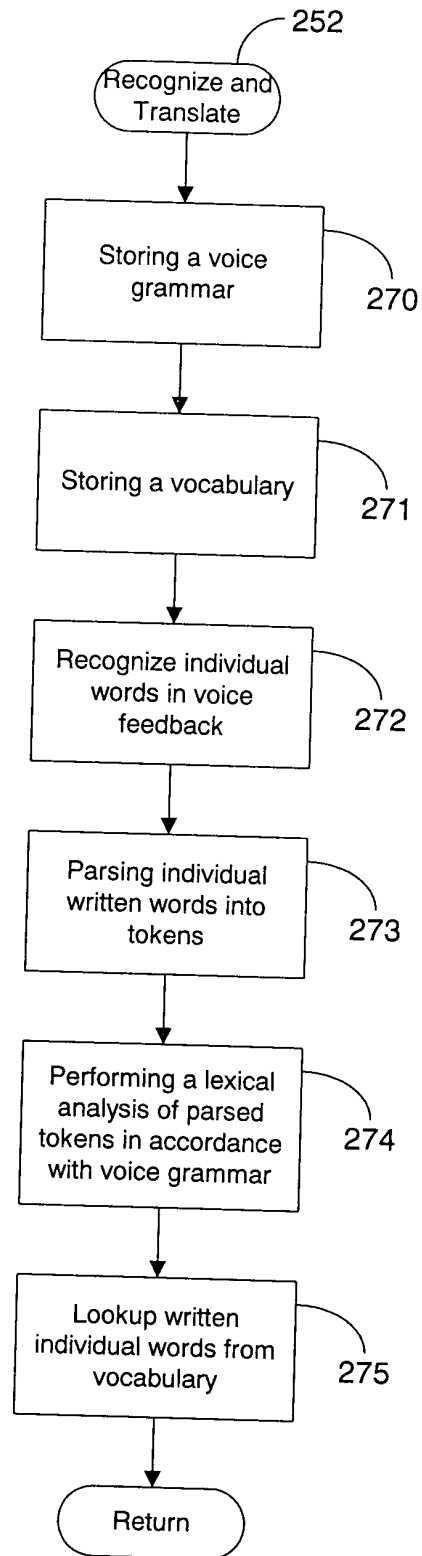 252
Recognize and
Translate
Storing a voice
grammar
270
Storing a vocabulary
271
Recognize individual
words in voice
feedback
272
Parsing individual
written words into
tokens
273
Performing a lexical
analysis of parsed
tokens in accordance
with voice grammar
274
Lookup written
individual words from
vocabulary
275
Return